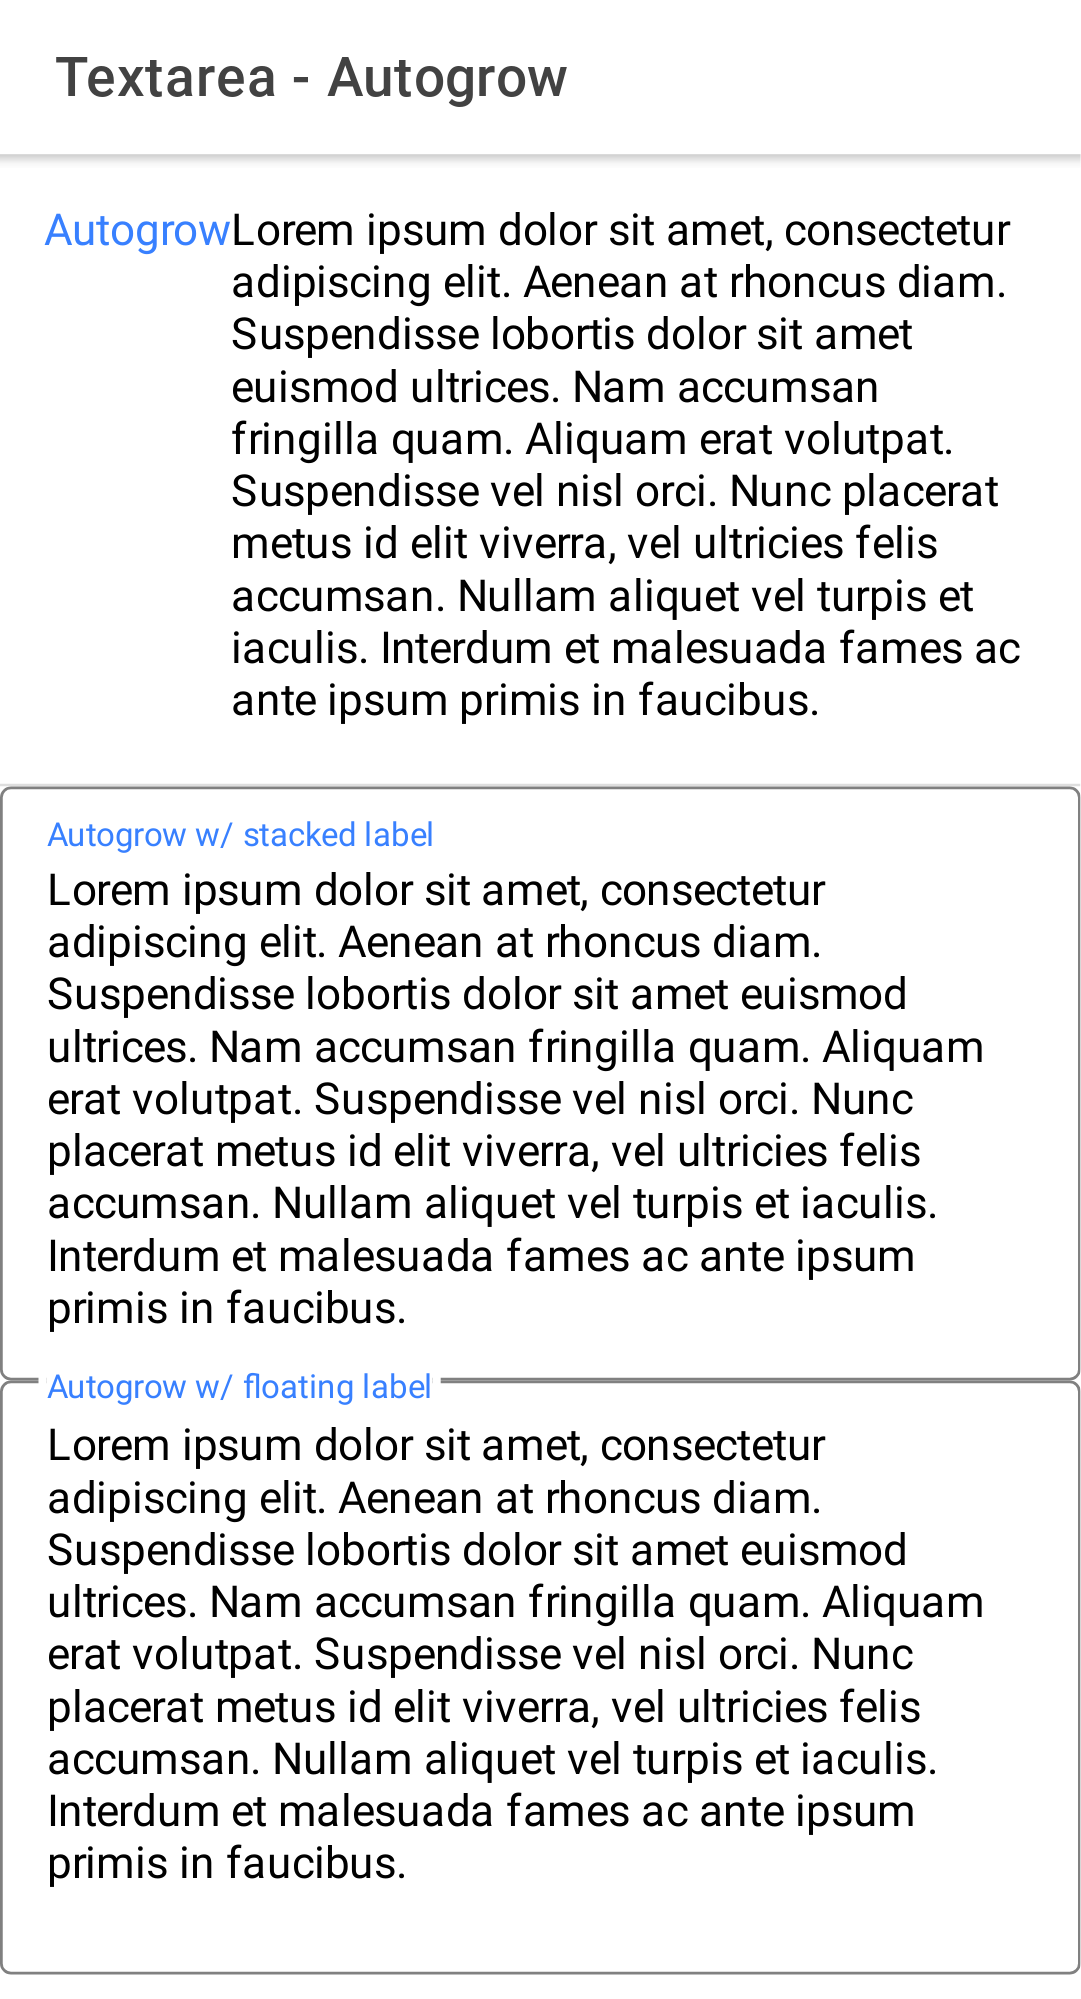 Textarea - Autogrow
Autogrow Lorem ipsum dolor sit amet, consectetur
adipiscing elit. Aenean at rhoncus diam.
Suspendisse lobortis dolor sit amet
euismod ultrices. Nam accumsan
fringilla quam. Aliquam erat volutpat.
Suspendisse vel nisl orci. Nunc placerat
metus id elit viverra, vel ultricies felis
accumsan. Nullam aliquet vel turpis et
iaculis. Interdum et malesuada fames ac
ante ipsum primis in faucibus.
Autogrow w/ stacked label
Lorem ipsum dolor sit amet, consectetur
adipiscing elit. Aenean at rhoncus diam.
Suspendisse lobortis dolor sit amet euismod
ultrices. Nam accumsan fringilla quam. Aliquam
erat volutpat. Suspendisse vel nisl orci. Nunc
placerat metus id elit viverra, vel ultricies felis
accumsan. Nullam aliquet vel turpis et iaculis.
Interdum et malesuada fames ac ante ipsum
primis in faucibus.
Autogrow w/ floating label
Lorem ipsum dolor sit amet, consectetur
adipiscing elit. Aenean at rhoncus diam.
Suspendisse lobortis dolor sit amet euismod
ultrices. Nam accumsan fringilla quam. Aliquam
erat volutpat. Suspendisse vel nisl orci. Nunc
placerat metus id elit viverra, vel ultricies felis
accumsan. Nullam aliquet vel turpis et iaculis.
Interdum et malesuada fames ac ante ipsum
primis in faucibus.